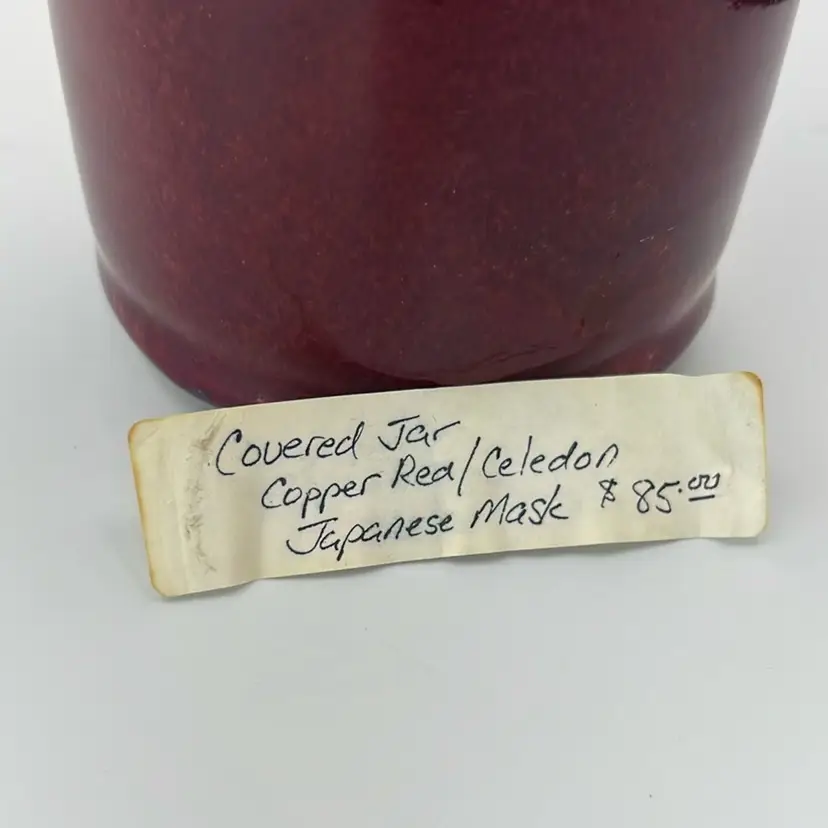 Covered Jar
Copper Red/Celedon
Japanese Mask $85.00